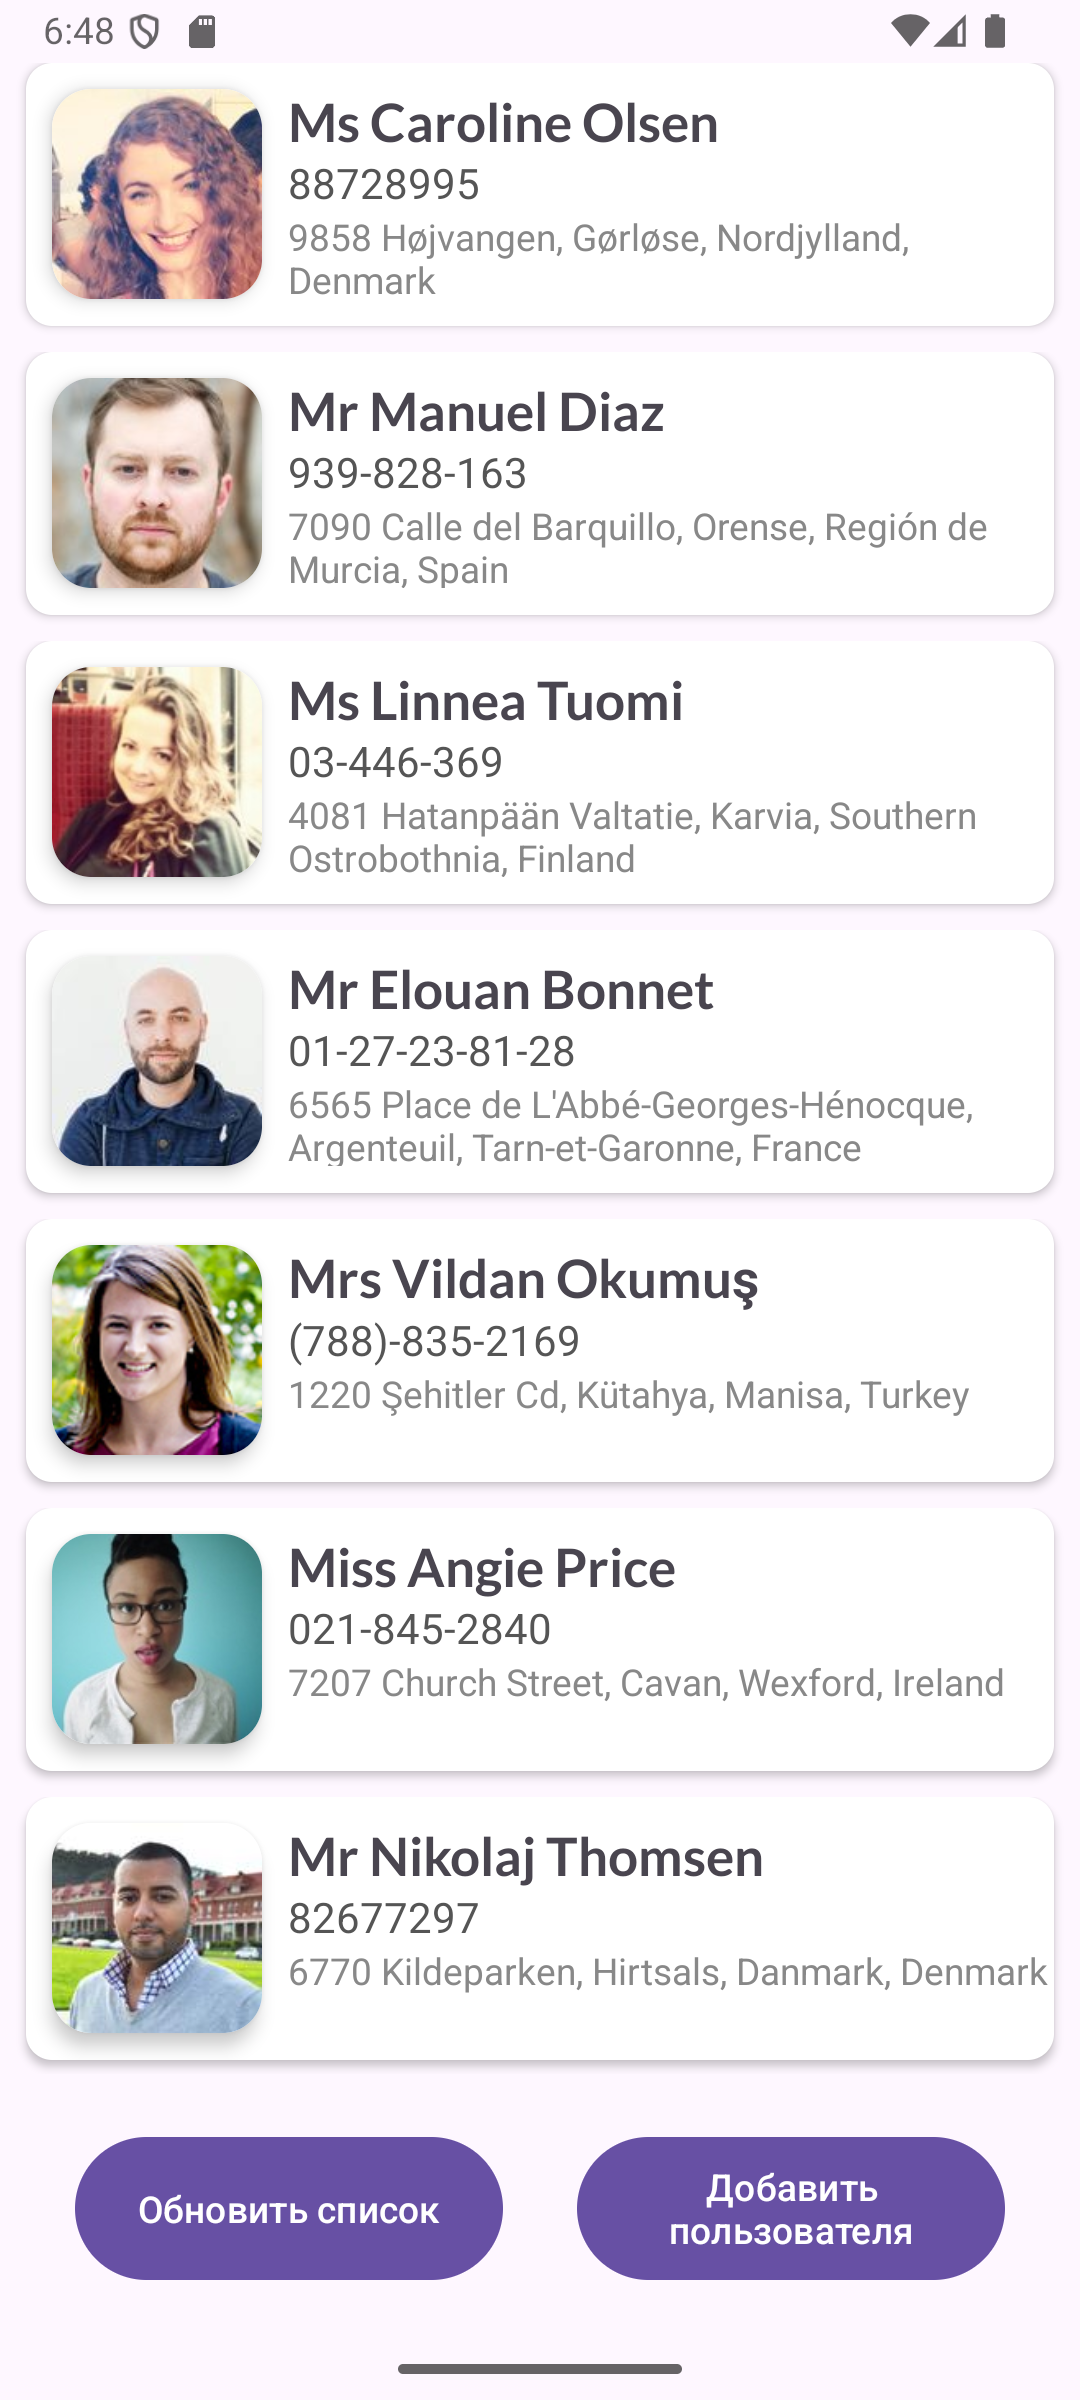 6:48
Ms Caroline Olsen
88728995
9858 Højvangen, Gørløse, Nordjylland,
Denmark
Mr Manuel Diaz
939-828-163
7090 Calle del Barquillo, Orense, Región de
Murcia, Spain
Ms Linnea Tuomi
03-446-369
4081 Hatanpään Valtatie, Karvia, Southern
Ostrobothnia, Finland
Mr Elouan Bonnet
01-27-23-81-28
6565 Place de L'Abbé-Georges-Hénocque,
Argenteuil, Tarn-et-Garonne, France
Mrs Vildan Okumuş
(788)-835-2169
1220 Şehitler Cd, Kütahya, Manisa, Turkey
Miss Angie Price
021-845-2840
7207 Church Street, Cavan, Wexford, Ireland
Mr Nikolaj Thomsen
82677297
6770 Kildeparken, Hirtsals, Danmark, Denmark
Обновить список
Добавить
пользователя